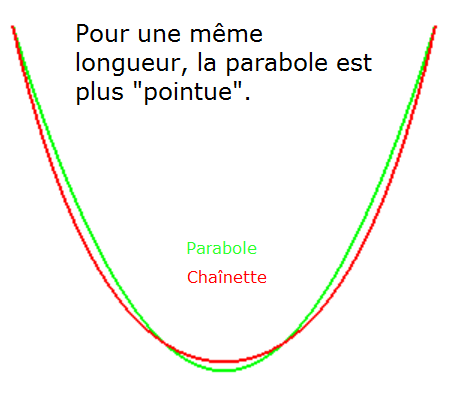 Pour une même
longueur, la parabole est
plus "pointue".
Parabole
Chaînette